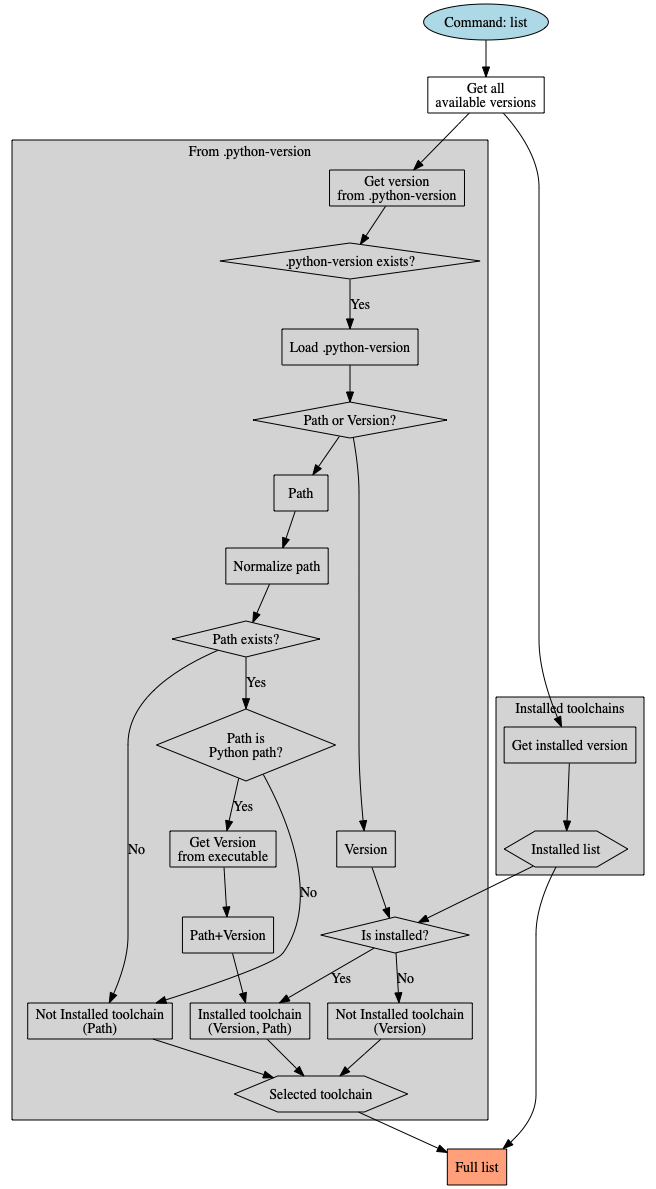 Command: list
Get all
available versions
From .python-version
Get version
from .python-version
.python-version exists?
Yes
Load .python-version
Path or Version?
Path
Normalize path
Path exists?
Yes
Installed toolchains
Get installed version
Path is
Python path?
Yes
No
Get Version
from executable
Version
Installed list
No
Path+Version
Is installed?
Yes
No
Not Installed toolchain
(Path)
Installed toolchain
(Version, Path)
Not Installed toolchain
(Version)
Selected toolchain
Full list